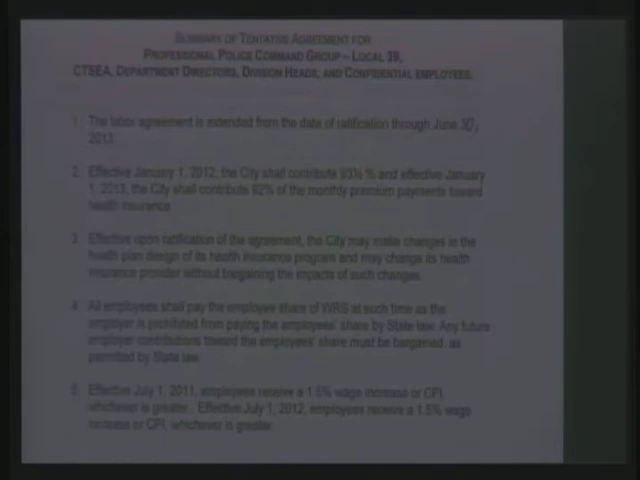 SUMMARY OF TENTATIVE AGREEMENT FOR
PROFESSIONAL POLICE COMMAND GROUP – LOCAL 39,
CTEEA, DEPARTMENT DIRECTORS, DIVISION HEADS, AND CONFIDENTIAL EMPLOYEES.
1. The labor agreement is extended from the date of ratification through June 30,
2013.
2. Effective January 1, 2012, the City shall contribute 93½ % and effective January
1, 2013, the City shall contribute 92% of the monthly premium payments toward
health insurance.
3. Effective upon ratification of the agreement, the City may make changes in the
health plan design of its health insurance program and may change its health
insurance provider without bargaining the impacts of such changes.
4. All employees shall pay the employee share of WRS at such time as the
employer is prohibited from paying the employees' share by State law. Any future
employer contributions toward the employees' share must be bargained, as
permitted by State law.
5. Effective July 1, 2011, employees receive a 1.5% wage increase or CPI,
whichever is greater. Effective July 1, 2012, employees receive a 1.5% wage
increase or CPI, whichever is greater.